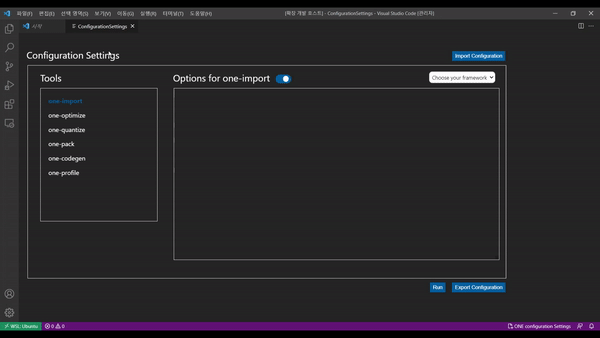 파일(F) 편집(E) 선택 영역(S) 보기(V) 이동(G) 실행(R) 터미널(T) 도움말(H)
[확장 개발 호스트] - ConfigurationSettings - Visual Studio Code [관리자]
ConfigurationSettings
Configuration Settings
Import Configuration
Tools
Options for one-import
Choose your framework
one-import
one-optimize
one-quantize
one-pack
one-codegen
one-profile
Run
Export Configuration
WSL: Ubuntu
0
0
ONE configuration Settings